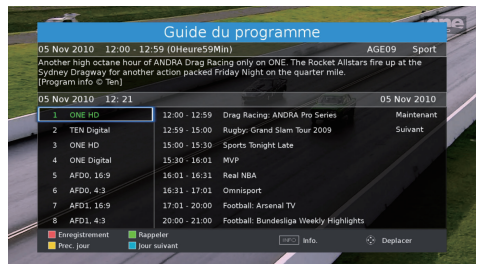 Guide du programme
one
05 Nov 2010 12:00 - 12:59 (0Heure59Min) AGE09 Sport
Another high octane hour of ANDRA Drag Racing only on ONE. The Rocket Allstars fire up at the
Sydney Dragway for another action packed Friday Night on the quarter mile.
[Program info © Ten]
05 Nov 2010 12: 21 05 Nov 2010
1 ONE HD 12:00 - 12:59 Drag Racing: ANDRA Pro Series Maintenant
2 TEN Digital 12:59 - 15:00 Rugby: Grand Slam Tour 2009 Suivant
3 ONE HD 15:00 - 15:30 Sports Tonight Late
4 ONE Digital 15:30 - 16:01 MVP
5 AFD0, 16:9 16:01 - 16:31 Real NBA
6 AFD0, 4:3 16:31 - 17:01 Omnisport
7 AFD1, 16:9 17:01 - 20:00 Football: Arsenal TV
8 AFD1, 4:3 20:00 - 21:00 Football: Bundesliga Weekly Highlights
Enregistrement Rappeler INFO Info. Deplacer
Prec. jour Jour suivant